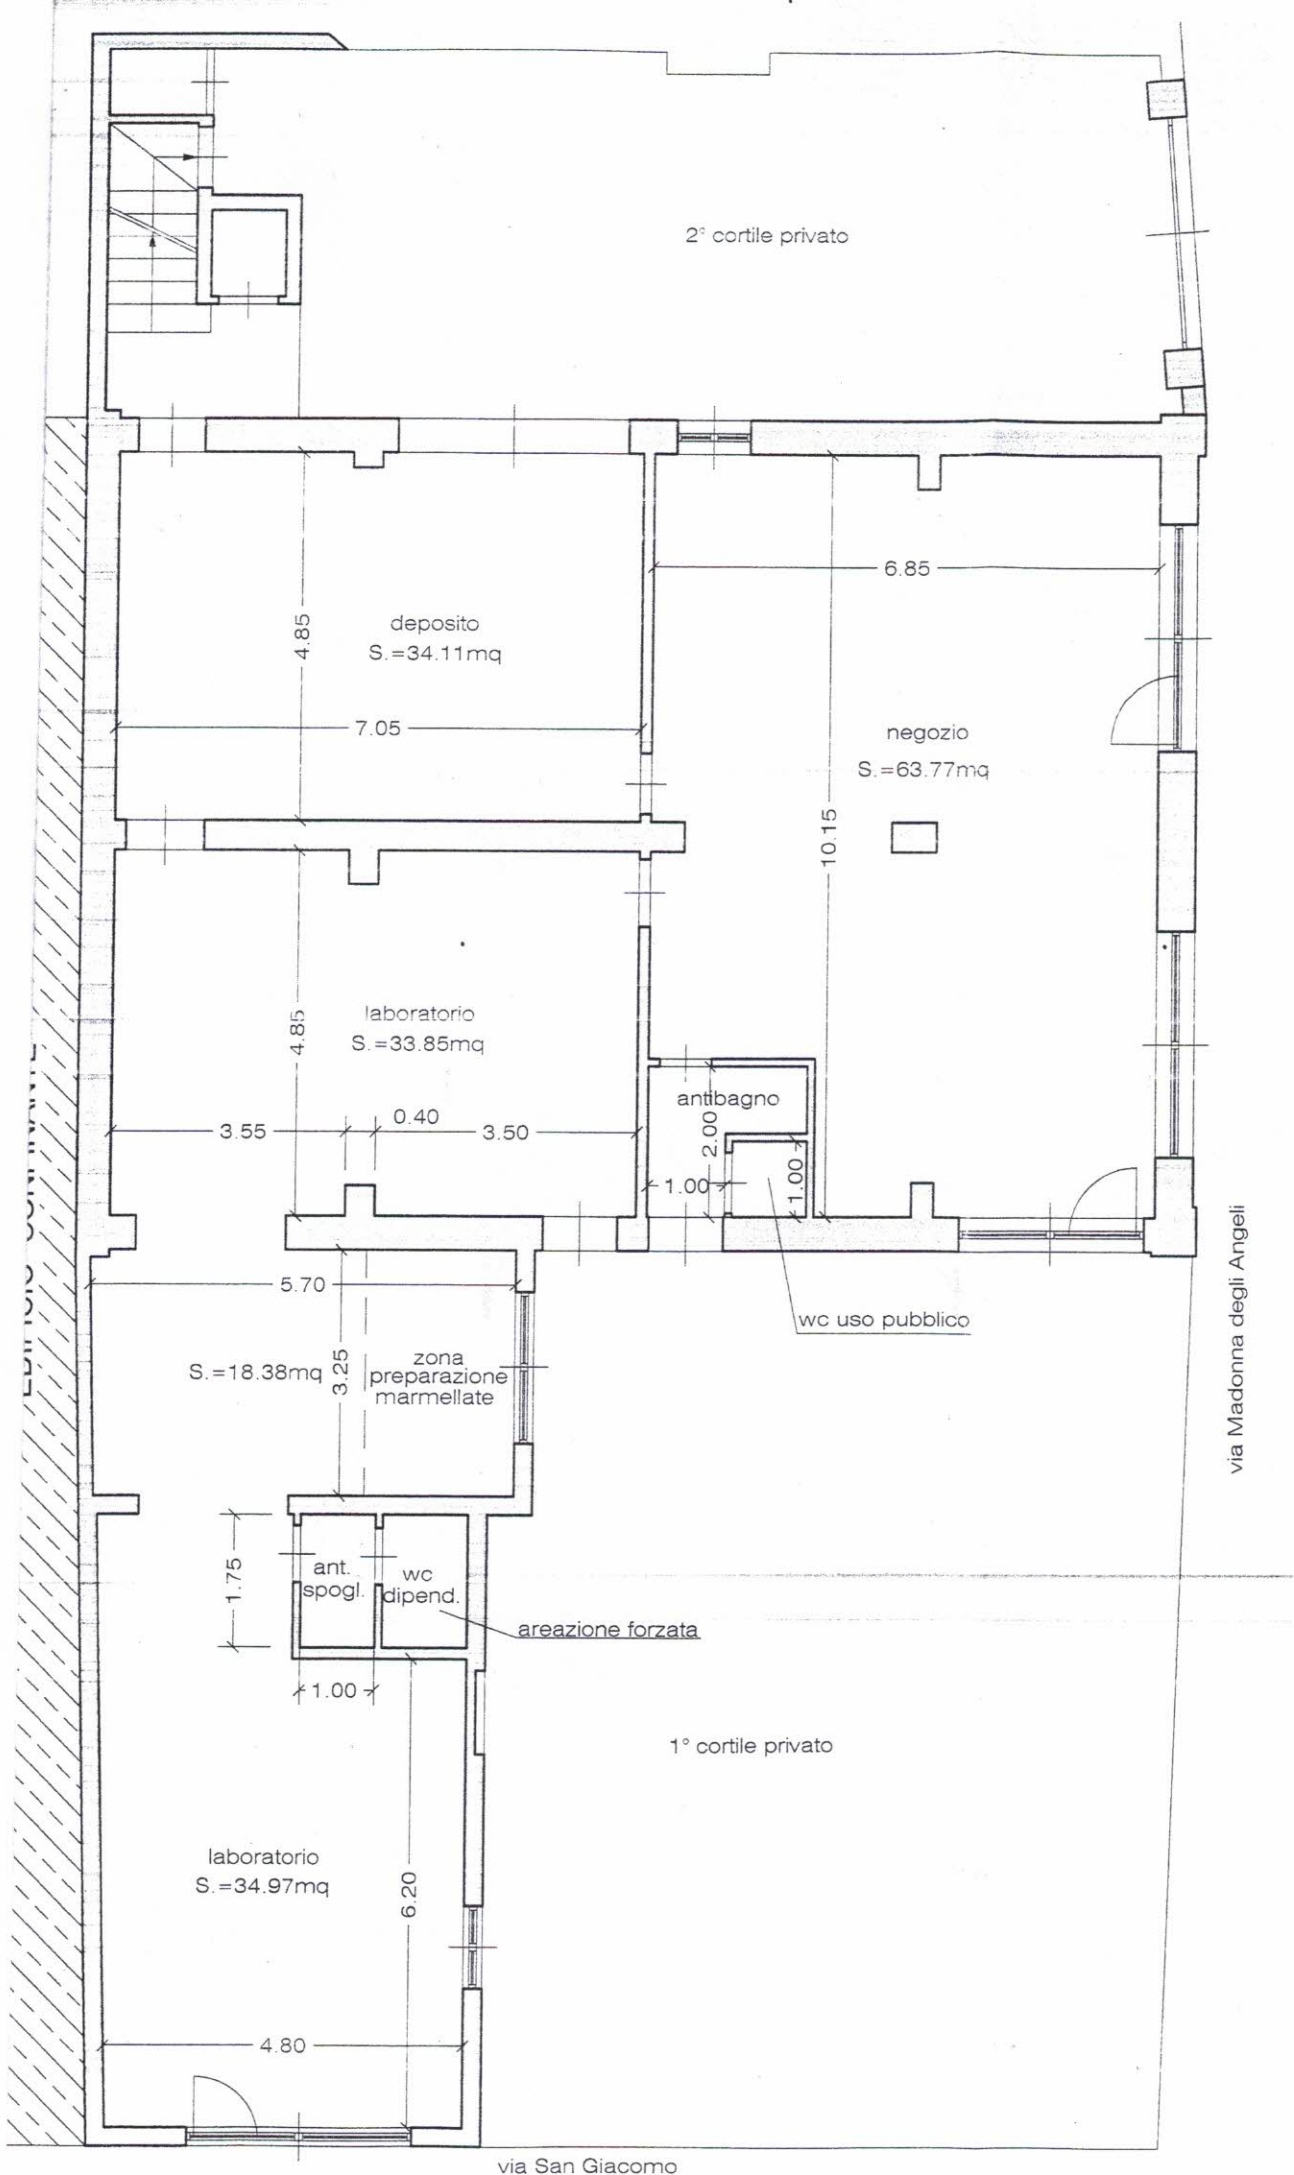 2° cortile privato
6.85
4.85
deposito
S.=34.11mq
7.05
negozio
S.=63.77mq
10.15
laboratorio
S.=33.85mq
4.85
0.40
3.55
3.50
antibagno
2.00
1.00
1.00
5.70
wc uso pubblico
via Madonna degli Angeli
S.=18.38mq
3.25
zona
preparazione
marmellate
1.75
ant.
spogl.
wc
dipend.
areazione forzata
1.00
1° cortile privato
laboratorio
S.=34.97mq
6.20
4.80
via San Giacomo